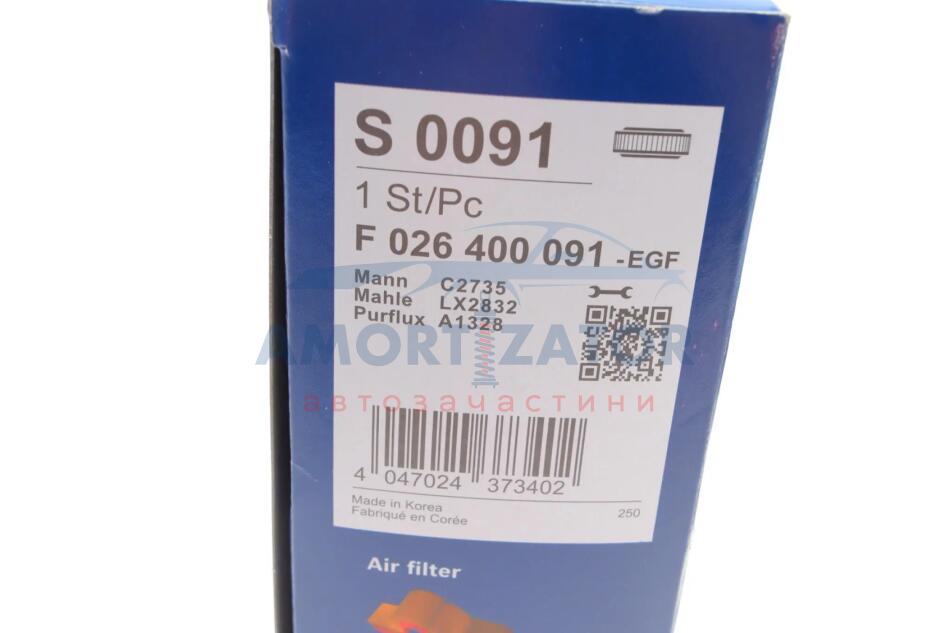 S 0091
1 St/Pc
F 026 400 091 -EGF
Mann C2735
Mahle LX2832
Purflux A1328
AMORTIZATOR
автозачастини
4 047024 373402
Made in Korea
Fabriqué en Corée
250
Air filter